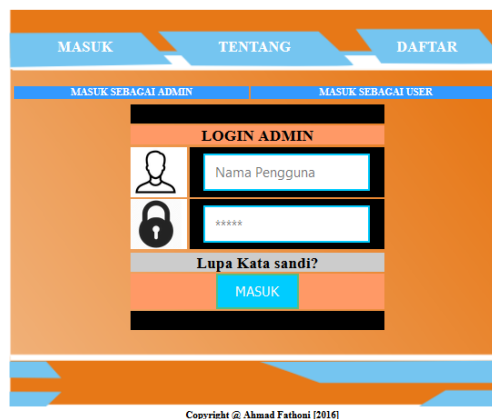 MASUK TENTANG DAFTAR
MASUK SEBAGAI ADMIN MASUK SEBAGAI USER
LOGIN ADMIN
Nama Pengguna
*****
Lupa Kata sandi?
MASUK
Copyright @ Ahmad Fathoni [2016]